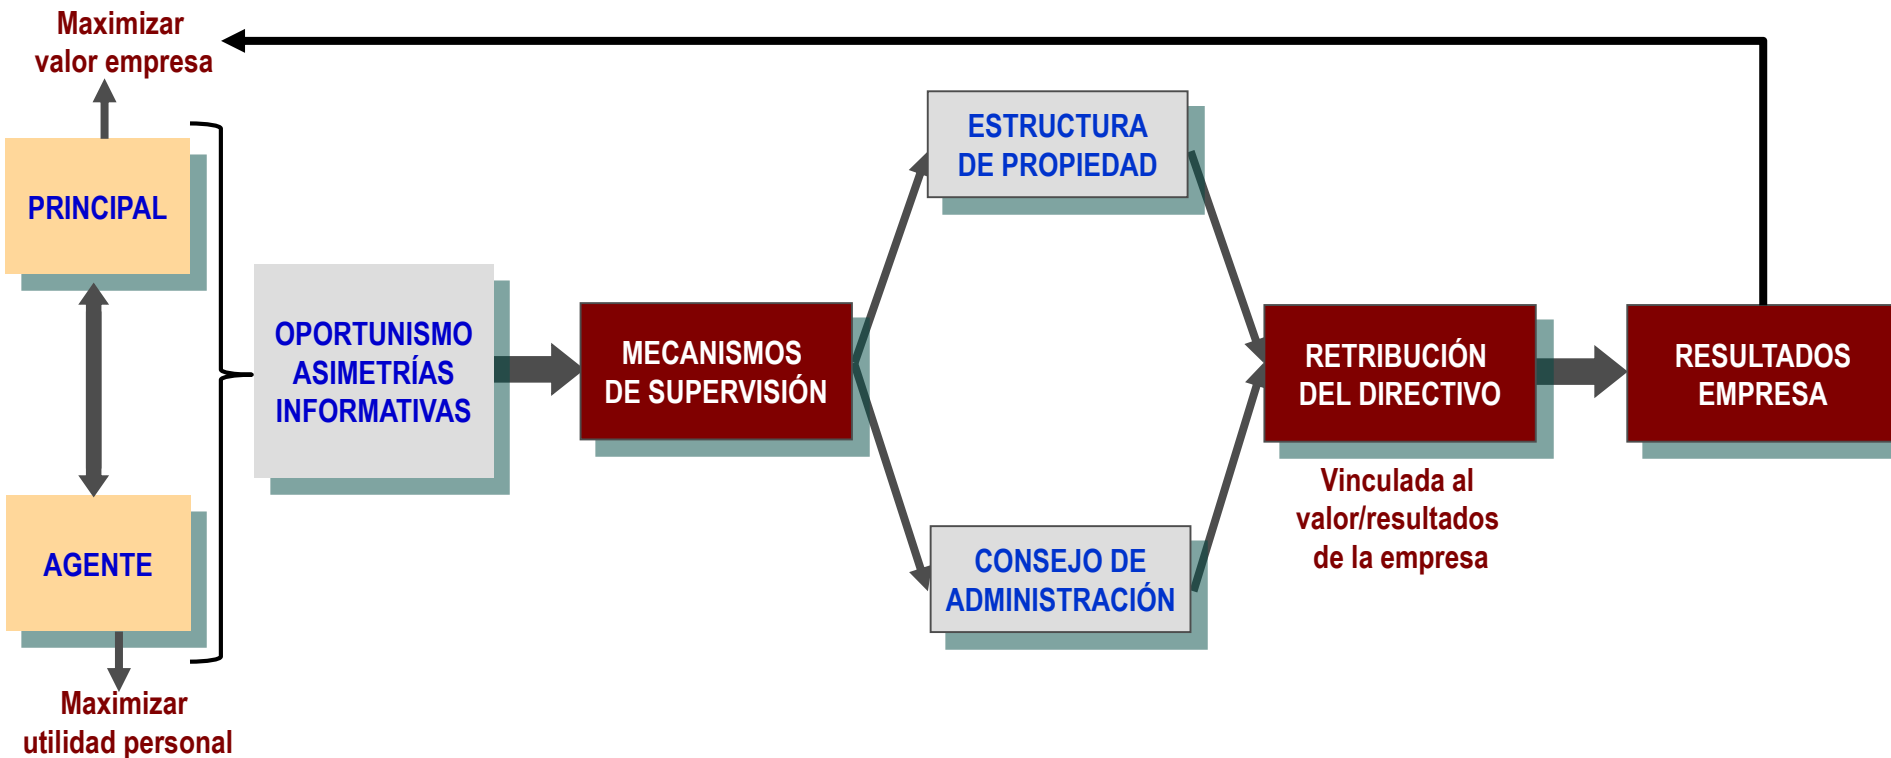 Maximizar
valor empresa
PRINCIPAL
AGENTE
Maximizar
utilidad personal
OPORTUNISMO
ASIMETRÍAS
INFORMATIVAS
MECANISMOS
DE SUPERVISIÓN
ESTRUCTURA
DE PROPIEDAD
CONSEJO DE
ADMINISTRACIÓN
RETRIBUCIÓN
DEL DIRECTIVO
Vinculada al
valor/resultados
de la empresa
RESULTADOS
EMPRESA